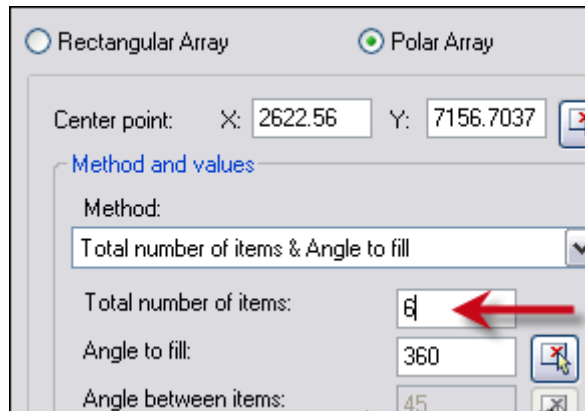 Rectangular Array Polar Array
Center point: X: 2622.56 Y: 7156.7037
Method and values
Method:
Total number of items & Angle to fill
Total number of items: 6
Angle to fill: 360
Angle between items: 45